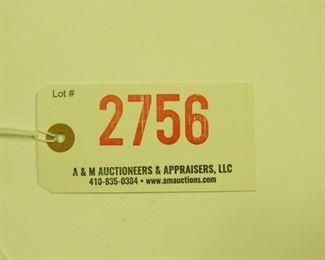 Lot #
2756
A & M AUCTIONEERS & APPRAISERS, LLC
410-835-0384 • www.amauctions.com